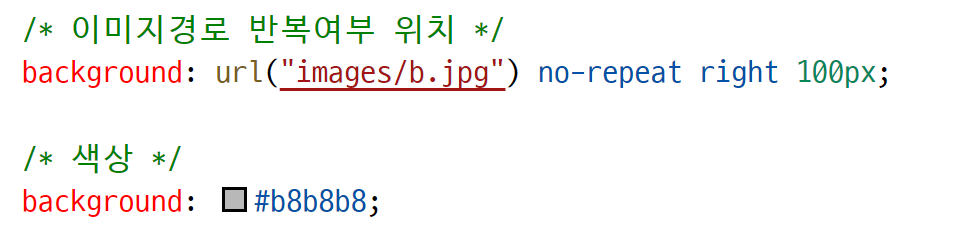 /* 이미지경로 반복여부 위치 */
background: url("images/b.jpg") no-repeat right 100px;
/* 색상 */
background: #b8b8b8;